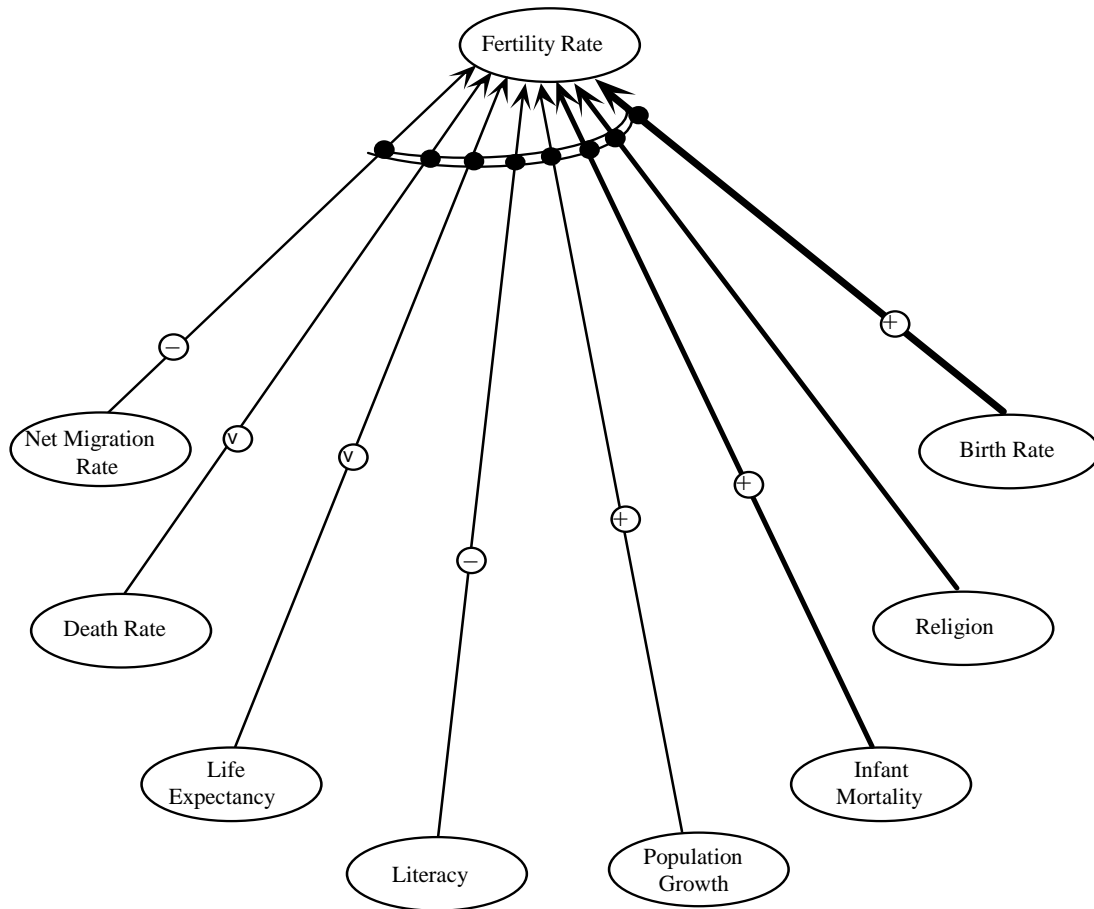 Fertility Rate
+
−
Net Migration
Rate
v
Birth Rate
v
+
+
−
Death Rate
Religion
Life
Expectancy
Infant
Mortality
Literacy
Population
Growth